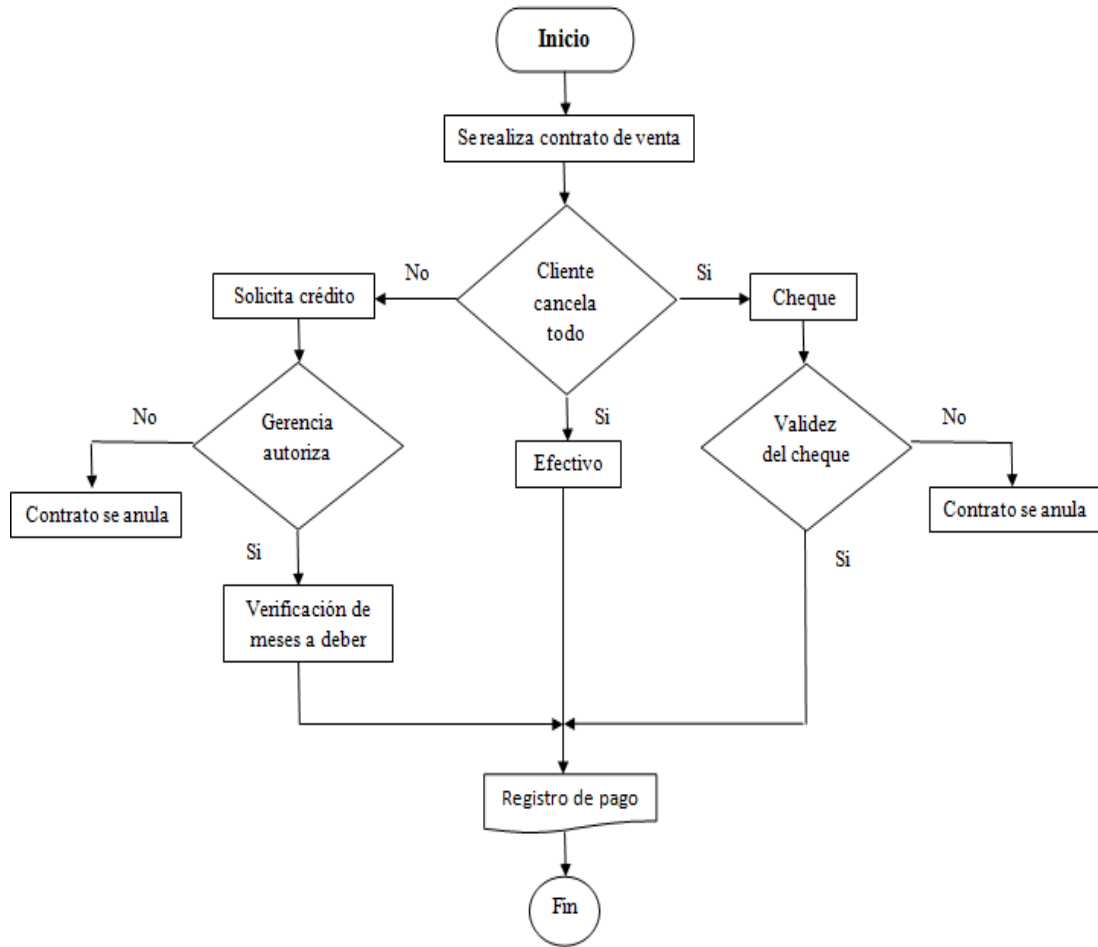 Inicio
Se realiza contrato de venta
Cliente
cancela
todo
No
Si
Solicita crédito
Cheque
Si
Gerencia
autoriza
No
Efectivo
Validez
del cheque
No
Contrato se anula
Contrato se anula
Si
Si
Verificación de
meses a deber
Registro de pago
Fin